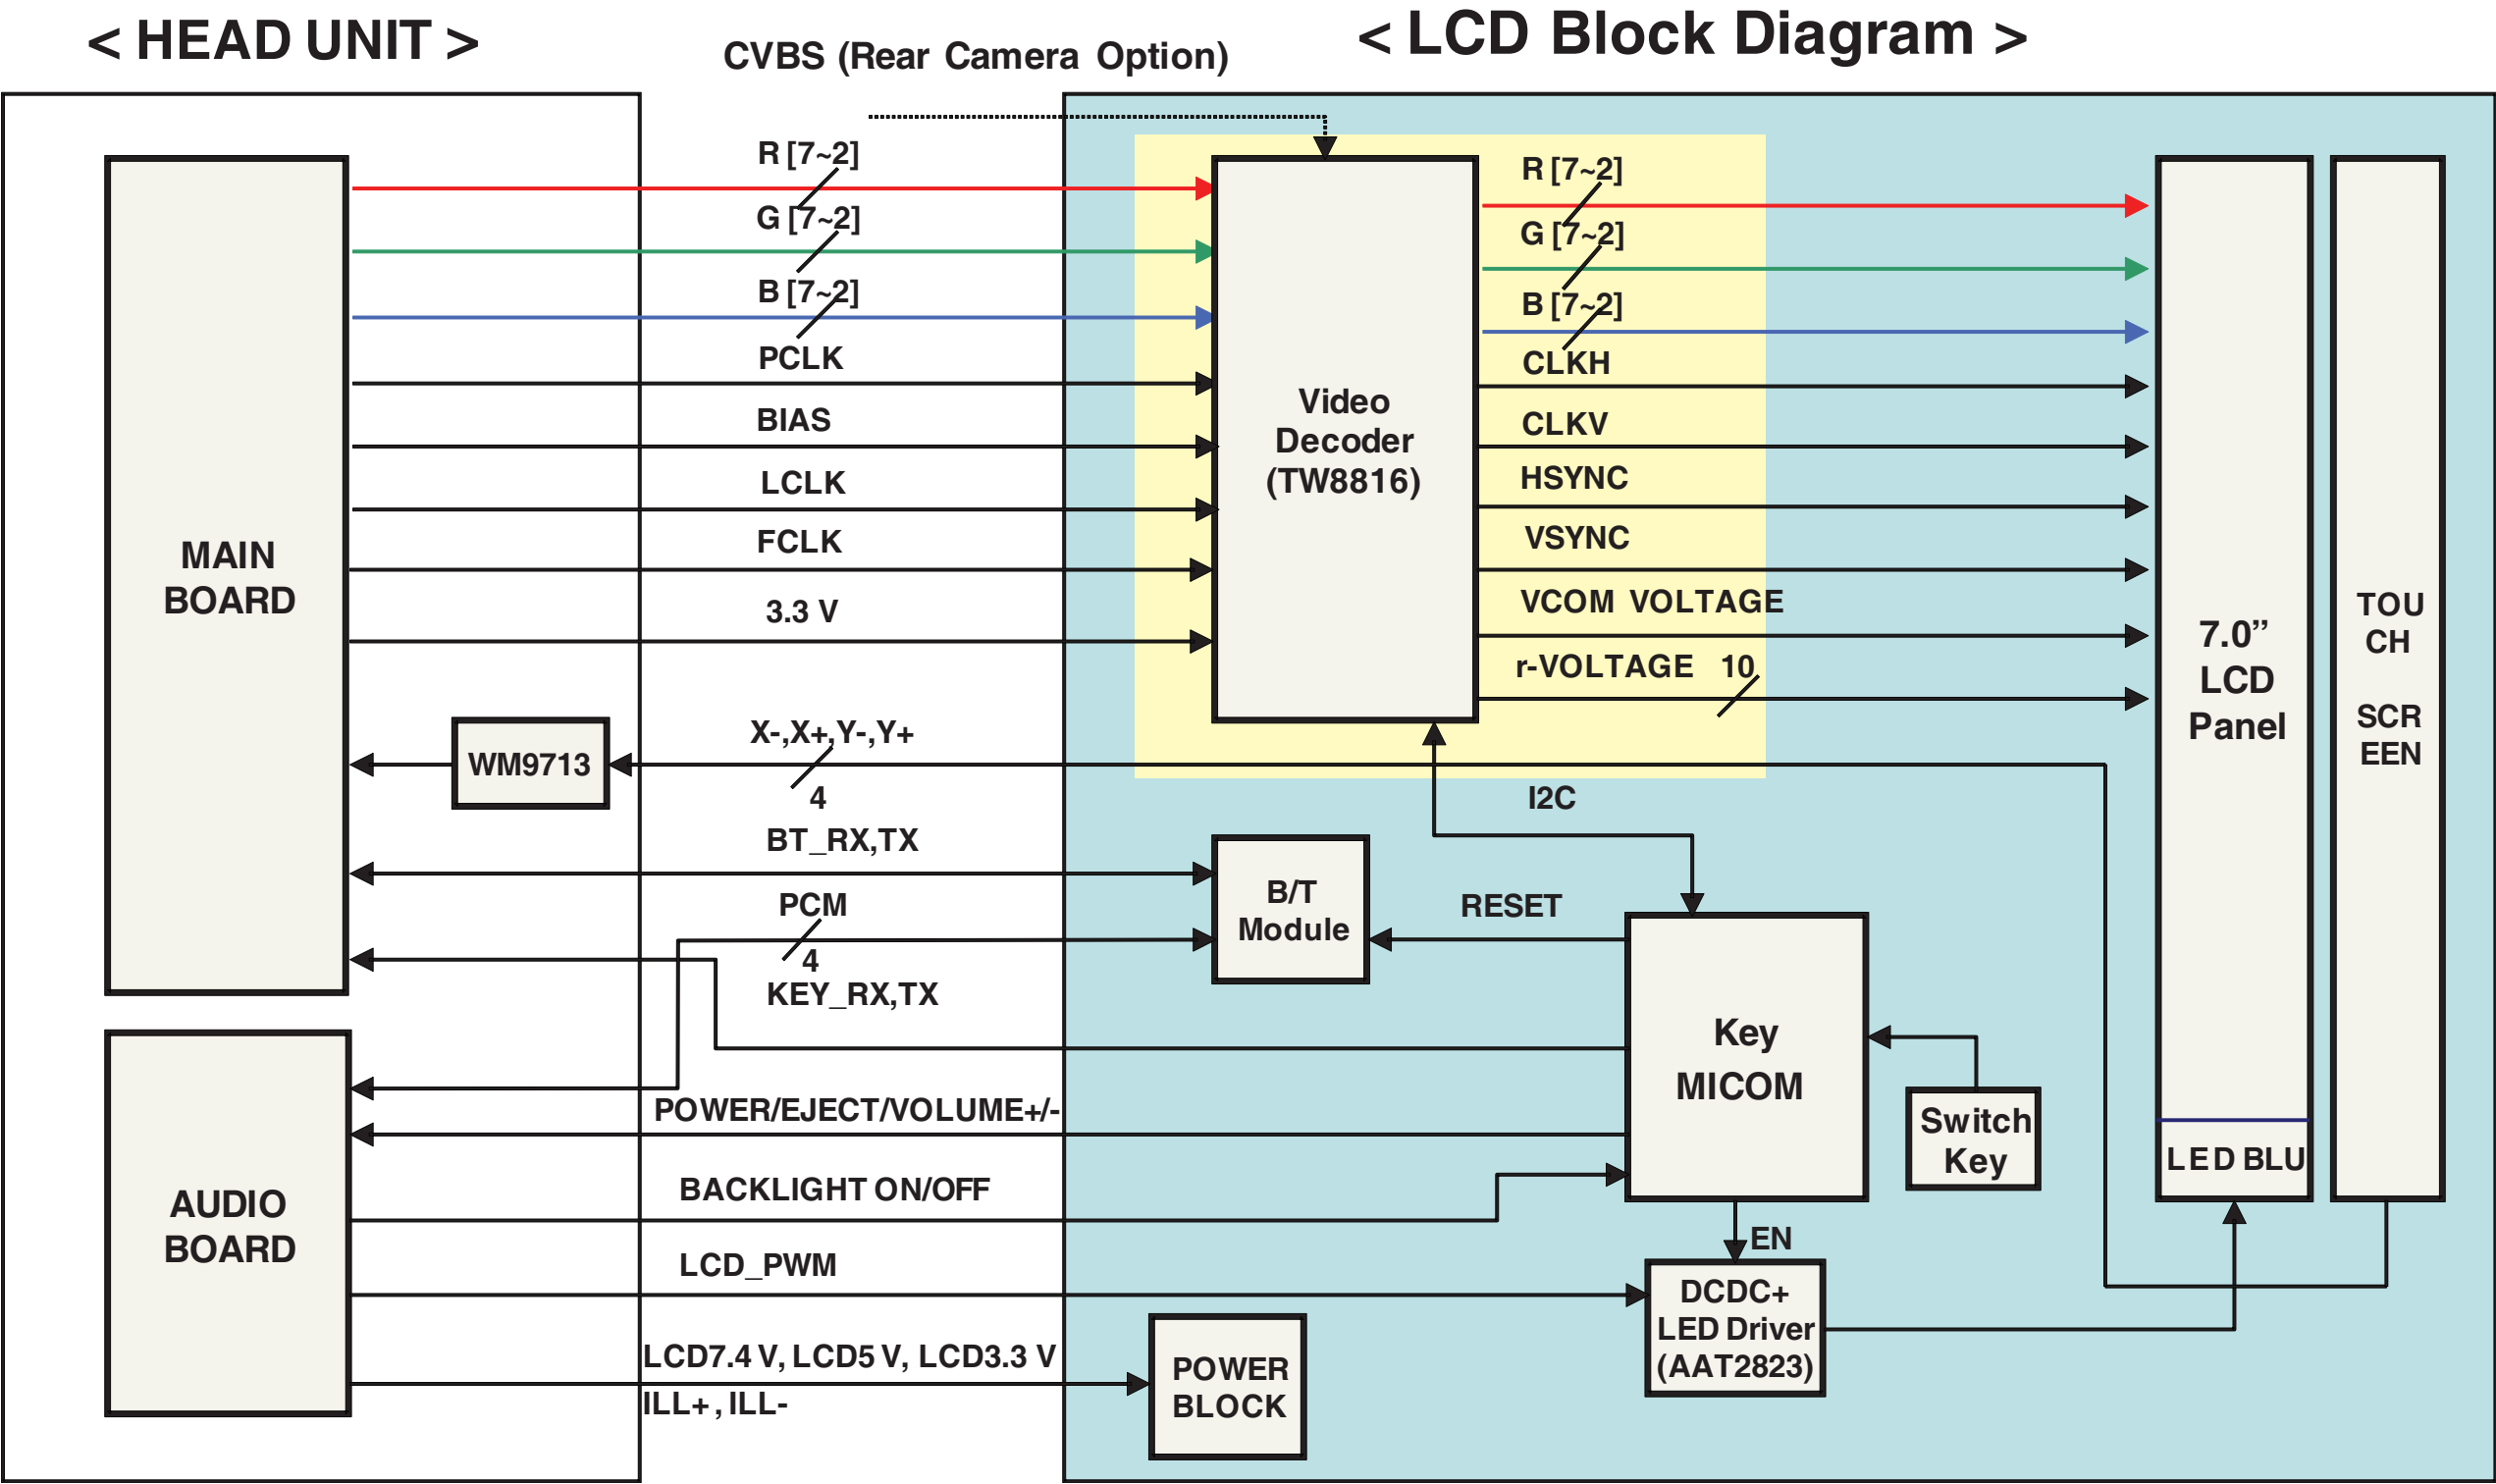 < HEAD UNIT >
CVBS (Rear Camera Option)
< LCD Block Diagram >
MAIN
BOARD
AUDIO
BOARD
WM9713
R [7~2]
G [7~2]
B [7~2]
PCLK
BIAS
LCLK
FCLK
3.3 V
X-,X+,Y-,Y+
4
BT_RX,TX
PCM
4
KEY_RX,TX
POWER/EJECT/VOLUME+/-
BACKLIGHT ON/OFF
LCD_PWM
LCD7.4 V, LCD5 V, LCD3.3 V
ILL+ , ILL-
Video
Decoder
(TW8816)
R [7~2]
G [7~2]
B [7~2]
CLKH
CLKV
HSYNC
VSYNC
VCOM VOLTAGE
r-VOLTAGE 10
I2C
B/T
Module
RESET
Key
MICOM
Switch
Key
EN
DCDC+
LED Driver
(AAT2823)
POWER
BLOCK
7.0”
LCD
Panel
LED BLU
TOU
CH
SCR
EEN